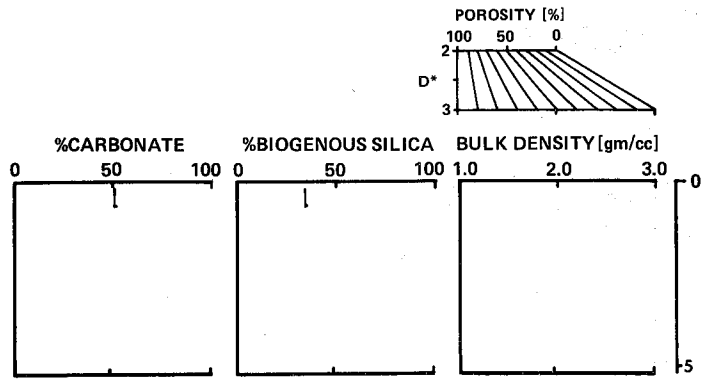 POROSITY [%]
100 50 0
2
D*
3
%CARBONATE %BIOGENOUS SILICA BULK DENSITY [gm/cc]
0 50 100 0 50 100 1.0 2.0 3.0
0
5